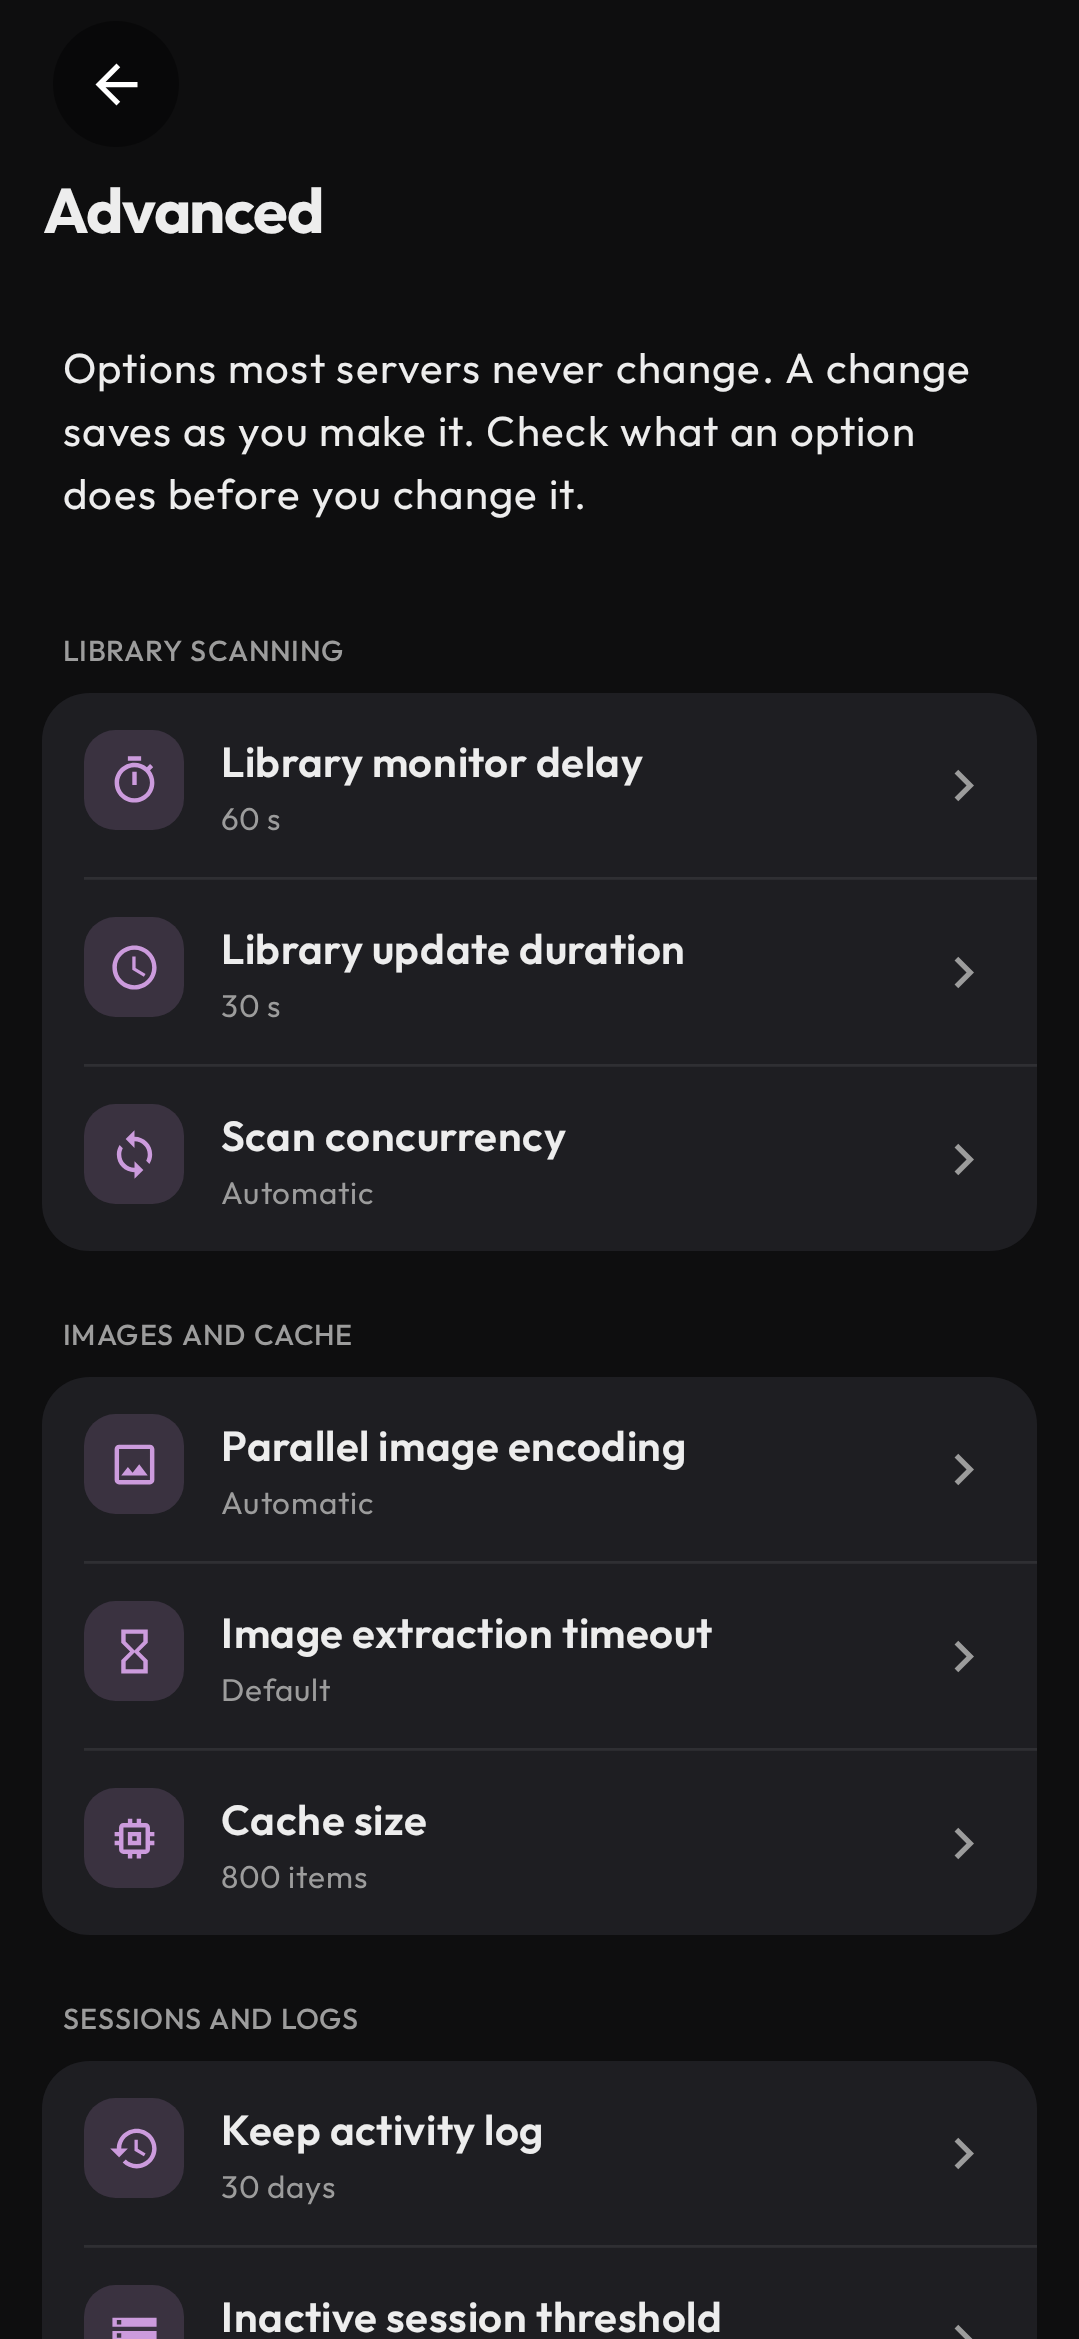 Advanced
Options most servers never change. A change
saves as you make it. Check what an option
does before you change it.
LIBRARY SCANNING
Library monitor delay
60 s
Library update duration
30 s
Scan concurrency
Automatic
IMAGES AND CACHE
Parallel image encoding
Automatic
Image extraction timeout
Default
Cache size
800 items
SESSIONS AND LOGS
Keep activity log
30 days
Inactive session threshold